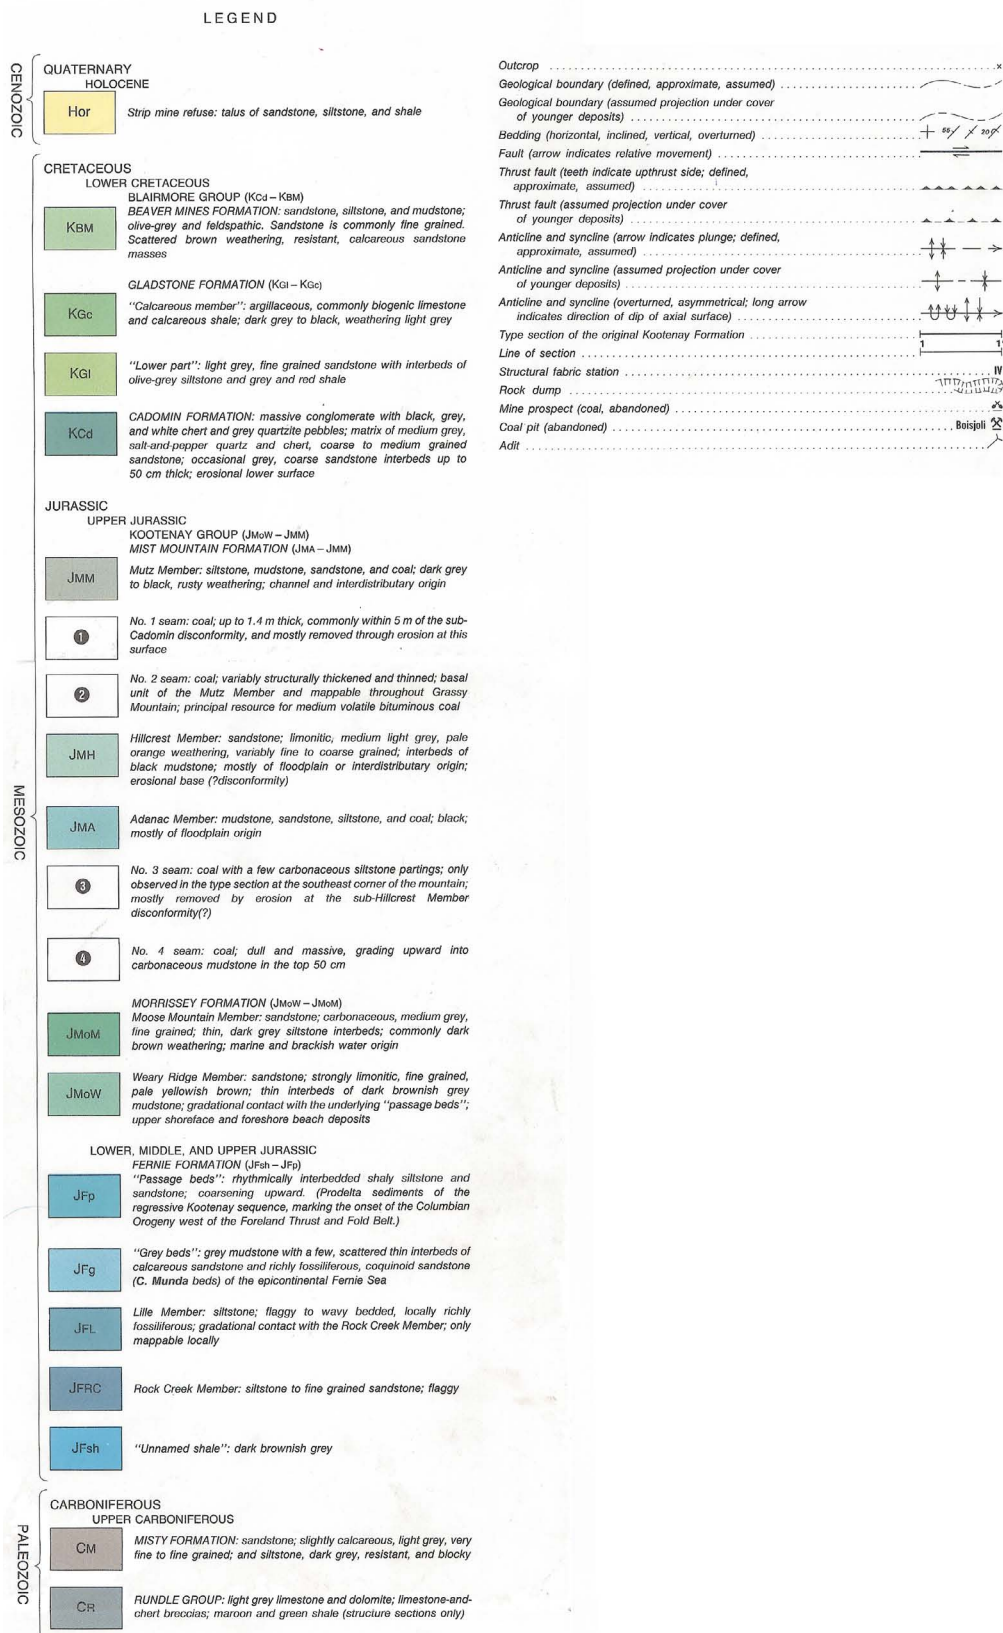 LEGEND
CENOZOIC
QUATERNARY
HOLOCENE
Hor
Strip mine refuse: talus of sandstone, siltstone, and shale
MESOZOIC
CRETACEOUS
LOWER CRETACEOUS
BLAIRMORE GROUP (KCd – KBM)
KBM
BEAVER MINES FORMATION: sandstone, siltstone, and mudstone;
olive-grey and feldspathic. Sandstone is commonly fine grained.
Scattered brown weathering, resistant, calcareous sandstone
masses
GLADSTONE FORMATION (KGl – KGc)
KGc
"Calcareous member": argillaceous, commonly biogenic limestone
and calcareous shale; dark grey to black, weathering light grey
KGl
"Lower part": light grey, fine grained sandstone with interbeds of
olive-grey siltstone and grey and red shale
KCd
CADOMIN FORMATION: massive conglomerate with black, grey,
and white chert and grey quartzite pebbles; matrix of medium grey,
salt-and-pepper quartz and chert, coarse to medium grained
sandstone; occasional grey, coarse sandstone interbeds up to
50 cm thick; erosional lower surface
JURASSIC
UPPER JURASSIC
KOOTENAY GROUP (JMoW – JMM)
MIST MOUNTAIN FORMATION (JMA – JMM)
JMM
Mutz Member: siltstone, mudstone, sandstone, and coal; dark grey
to black, rusty weathering; channel and interdistributary origin
1
No. 1 seam: coal; up to 1.4 m thick, commonly within 5 m of the sub-
Cadomin disconformity, and mostly removed through erosion at this
surface
2
No. 2 seam: coal; variably structurally thickened and thinned; basal
unit of the Mutz Member and mappable throughout Grassy
Mountain; principal resource for medium volatile bituminous coal
JMH
Hillcrest Member: sandstone; limonitic, medium light grey, pale
orange weathering, variably fine to coarse grained; interbeds of
black mudstone; mostly of floodplain or interdistributary origin;
erosional base (?disconformity)
JMA
Adanac Member: mudstone, sandstone, siltstone, and coal; black;
mostly of floodplain origin
3
No. 3 seam: coal with a few carbonaceous siltstone partings; only
observed in the type section at the southeast corner of the mountain;
mostly removed by erosion at the sub-Hillcrest Member
disconformity(?)
4
No. 4 seam: coal; dull and massive, grading upward into
carbonaceous mudstone in the top 50 cm
MORRISSEY FORMATION (JMoW – JMoM)
JMoM
Moose Mountain Member: sandstone; carbonaceous, medium grey,
fine grained; thin, dark grey siltstone interbeds; commonly dark
brown weathering; marine and brackish water origin
JMoW
Weary Ridge Member: sandstone; strongly limonitic, fine grained,
pale yellowish brown; thin interbeds of dark brownish grey
mudstone; gradational contact with the underlying "passage beds";
upper shoreface and foreshore beach deposits
LOWER, MIDDLE, AND UPPER JURASSIC
FERNIE FORMATION (JFsh – JFp)
JFp
"Passage beds": rhythmically interbedded shaly siltstone and
sandstone; coarsening upward. (Prodelta sediments of the
regressive Kootenay sequence, marking the onset of the Columbian
Orogeny west of the Foreland Thrust and Fold Belt.)
JFg
"Grey beds": grey mudstone with a few, scattered thin interbeds of
calcareous sandstone and richly fossiliferous, coquinoid sandstone
(C. Munda beds) of the epicontinental Fernie Sea
JFL
Lille Member: siltstone; flaggy to wavy bedded, locally richly
fossiliferous; gradational contact with the Rock Creek Member; only
mappable locally
JFRC
Rock Creek Member: siltstone to fine grained sandstone; flaggy
JFsh
"Unnamed shale": dark brownish grey
PALEOZOIC
CARBONIFEROUS
UPPER CARBONIFEROUS
CM
MISTY FORMATION: sandstone; slightly calcareous, light grey, very
fine to fine grained; and siltstone, dark grey, resistant, and blocky
CR
RUNDLE GROUP: light grey limestone and dolomite; limestone-and-
chert breccias; maroon and green shale (structure sections only)
Outcrop x
Geological boundary (defined, approximate, assumed)
Geological boundary (assumed projection under cover
of younger deposits)
Bedding (horizontal, inclined, vertical, overturned)
Fault (arrow indicates relative movement)
Thrust fault (teeth indicate upthrust side; defined,
approximate, assumed)
Thrust fault (assumed projection under cover
of younger deposits)
Anticline and syncline (arrow indicates plunge; defined,
approximate, assumed)
Anticline and syncline (assumed projection under cover
of younger deposits)
Anticline and syncline (overturned, asymmetrical; long arrow
indicates direction of dip of axial surface)
Type section of the original Kootenay Formation
1 1'
Line of section
Structural fabric station IV
Rock dump
Mine prospect (coal, abandoned)
Coal pit (abandoned) Boisjoli
Adit